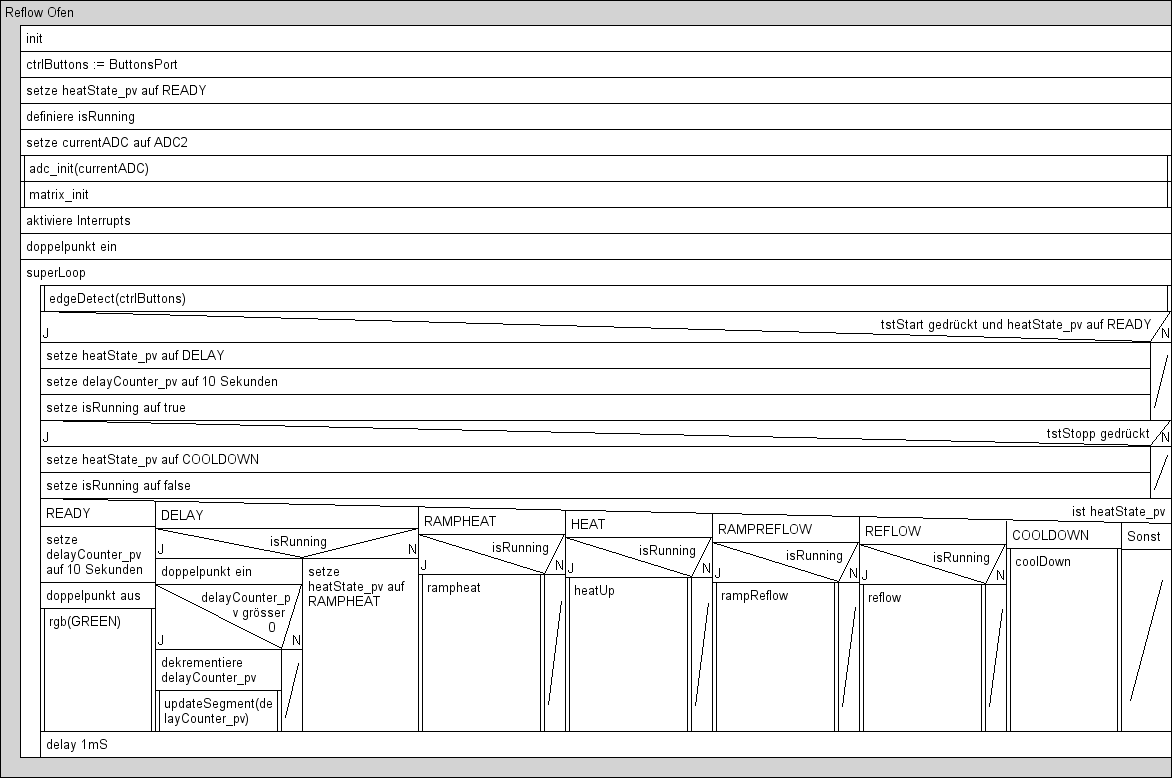 Reflow Ofen
init
ctrlButtons := ButtonsPort
setze heatState_pv auf READY
definiere isRunning
setze currentADC auf ADC2
adc_init(currentADC)
matrix_init
aktiviere Interrupts
doppelpunkt ein
superLoop
edgeDetect(ctrlButtons)
tstStart gedrückt und heatState_pv auf READY
J
N
setze heatState_pv auf DELAY
setze delayCounter_pv auf 10 Sekunden
setze isRunning auf true
tstStopp gedrückt
J
N
setze heatState_pv auf COOLDOWN
setze isRunning auf false
ist heatState_pv
READY
setze
delayCounter_pv
auf 10 Sekunden
doppelpunkt aus
rgb(GREEN)
DELAY
isRunning
J
N
doppelpunkt ein
delayCounter_p
v grösser
0
J
N
dekrementiere
delayCounter_pv
updateSegment(de
layCounter_pv)
setze
heatState_pv auf
RAMPHEAT
RAMPHEAT
isRunning
J
N
rampheat
HEAT
isRunning
J
N
heatUp
RAMPREFLOW
isRunning
J
N
rampReflow
REFLOW
isRunning
J
N
reflow
COOLDOWN
coolDown
Sonst
delay 1mS